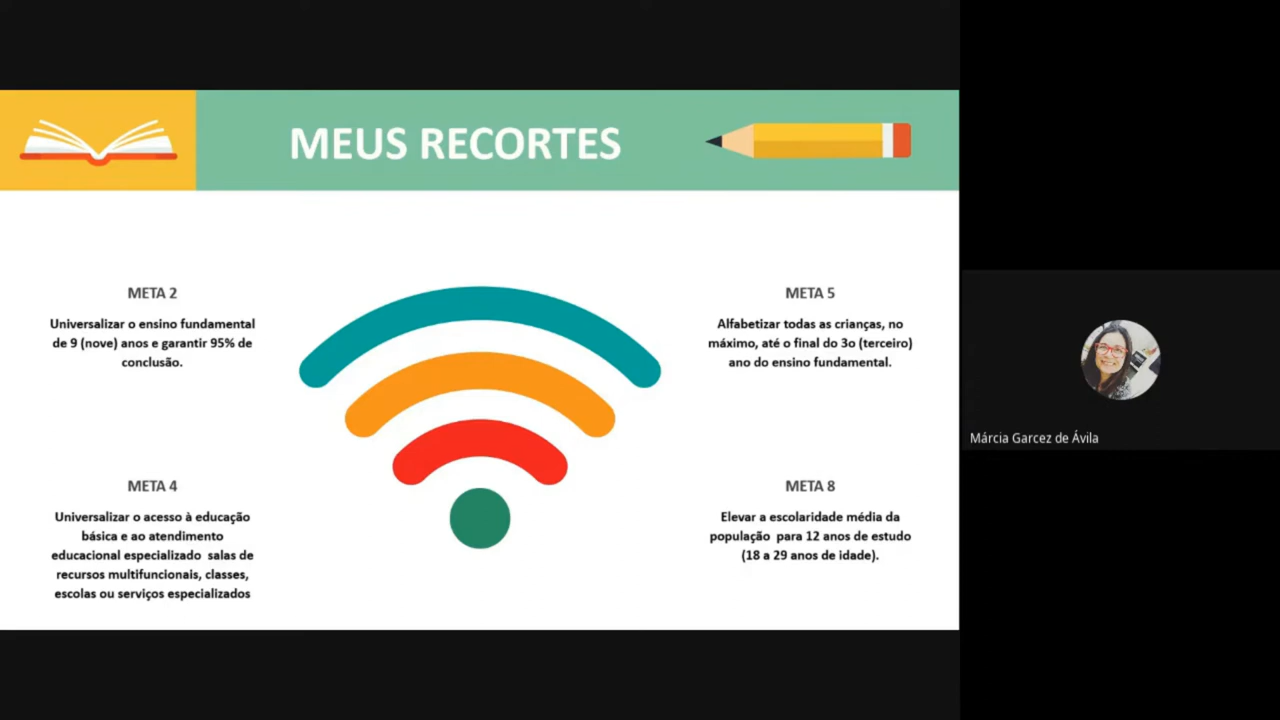 MEUS RECORTES
META 2
Universalizar o ensino fundamental
de 9 (nove) anos e garantir 95% de
conclusão.
META 4
Universalizar o acesso à educação
básica e ao atendimento
educacional especializado salas de
recursos multifuncionais, classes,
escolas ou serviços especializados
META 5
Alfabetizar todas as crianças, no
máximo, até o final do 3o (terceiro)
ano do ensino fundamental.
META 8
Elevar a escolaridade média da
população para 12 anos de estudo
(18 a 29 anos de idade).
Márcia Garcez de Ávila